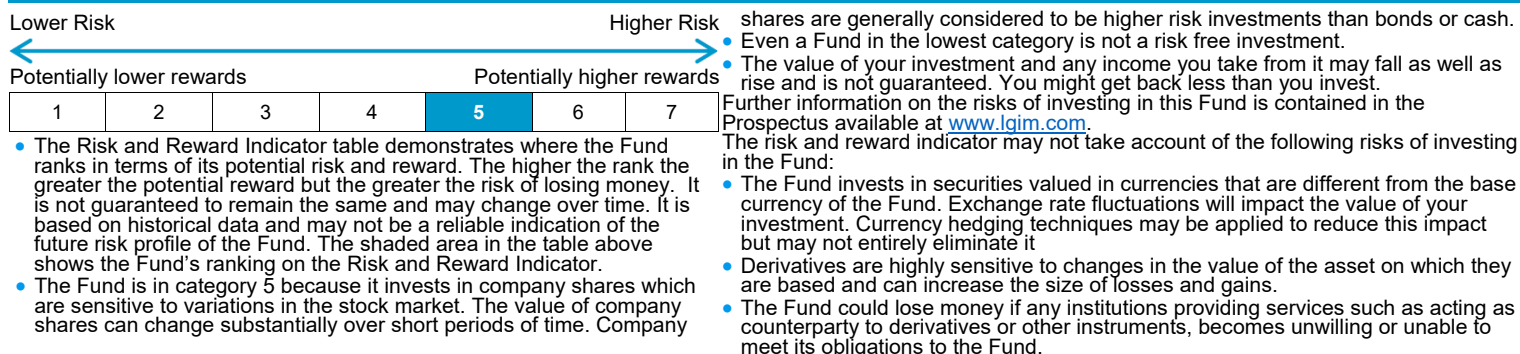 Lower Risk Higher Risk
Potentially lower rewards Potentially higher rewards
1 2 3 4 5 6 7
• The Risk and Reward Indicator table demonstrates where the Fund
ranks in terms of its potential risk and reward. The higher the rank the
greater the potential reward but the greater the risk of losing money. It
is not guaranteed to remain the same and may change over time. It is
based on historical data and may not be a reliable indication of the
future risk profile of the Fund. The shaded area in the table above
shows the Fund's ranking on the Risk and Reward Indicator.
• The Fund is in category 5 because it invests in company shares which
are sensitive to variations in the stock market. The value of company
shares can change substantially over short periods of time. Company
shares are generally considered to be higher risk investments than bonds or cash.
• Even a Fund in the lowest category is not a risk free investment.
• The value of your investment and any income you take from it may fall as well as
rise and is not guaranteed. You might get back less than you invest.
Further information on the risks of investing in this Fund is contained in the
Prospectus available at www.lgim.com.
The risk and reward indicator may not take account of the following risks of investing
in the Fund:
• The Fund invests in securities valued in currencies that are different from the base
currency of the Fund. Exchange rate fluctuations will impact the value of your
investment. Currency hedging techniques may be applied to reduce this impact
but may not entirely eliminate it
• Derivatives are highly sensitive to changes in the value of the asset on which they
are based and can increase the size of losses and gains.
• The Fund could lose money if any institutions providing services such as acting as
counterparty to derivatives or other instruments, becomes unwilling or unable to
meet its obligations to the Fund.